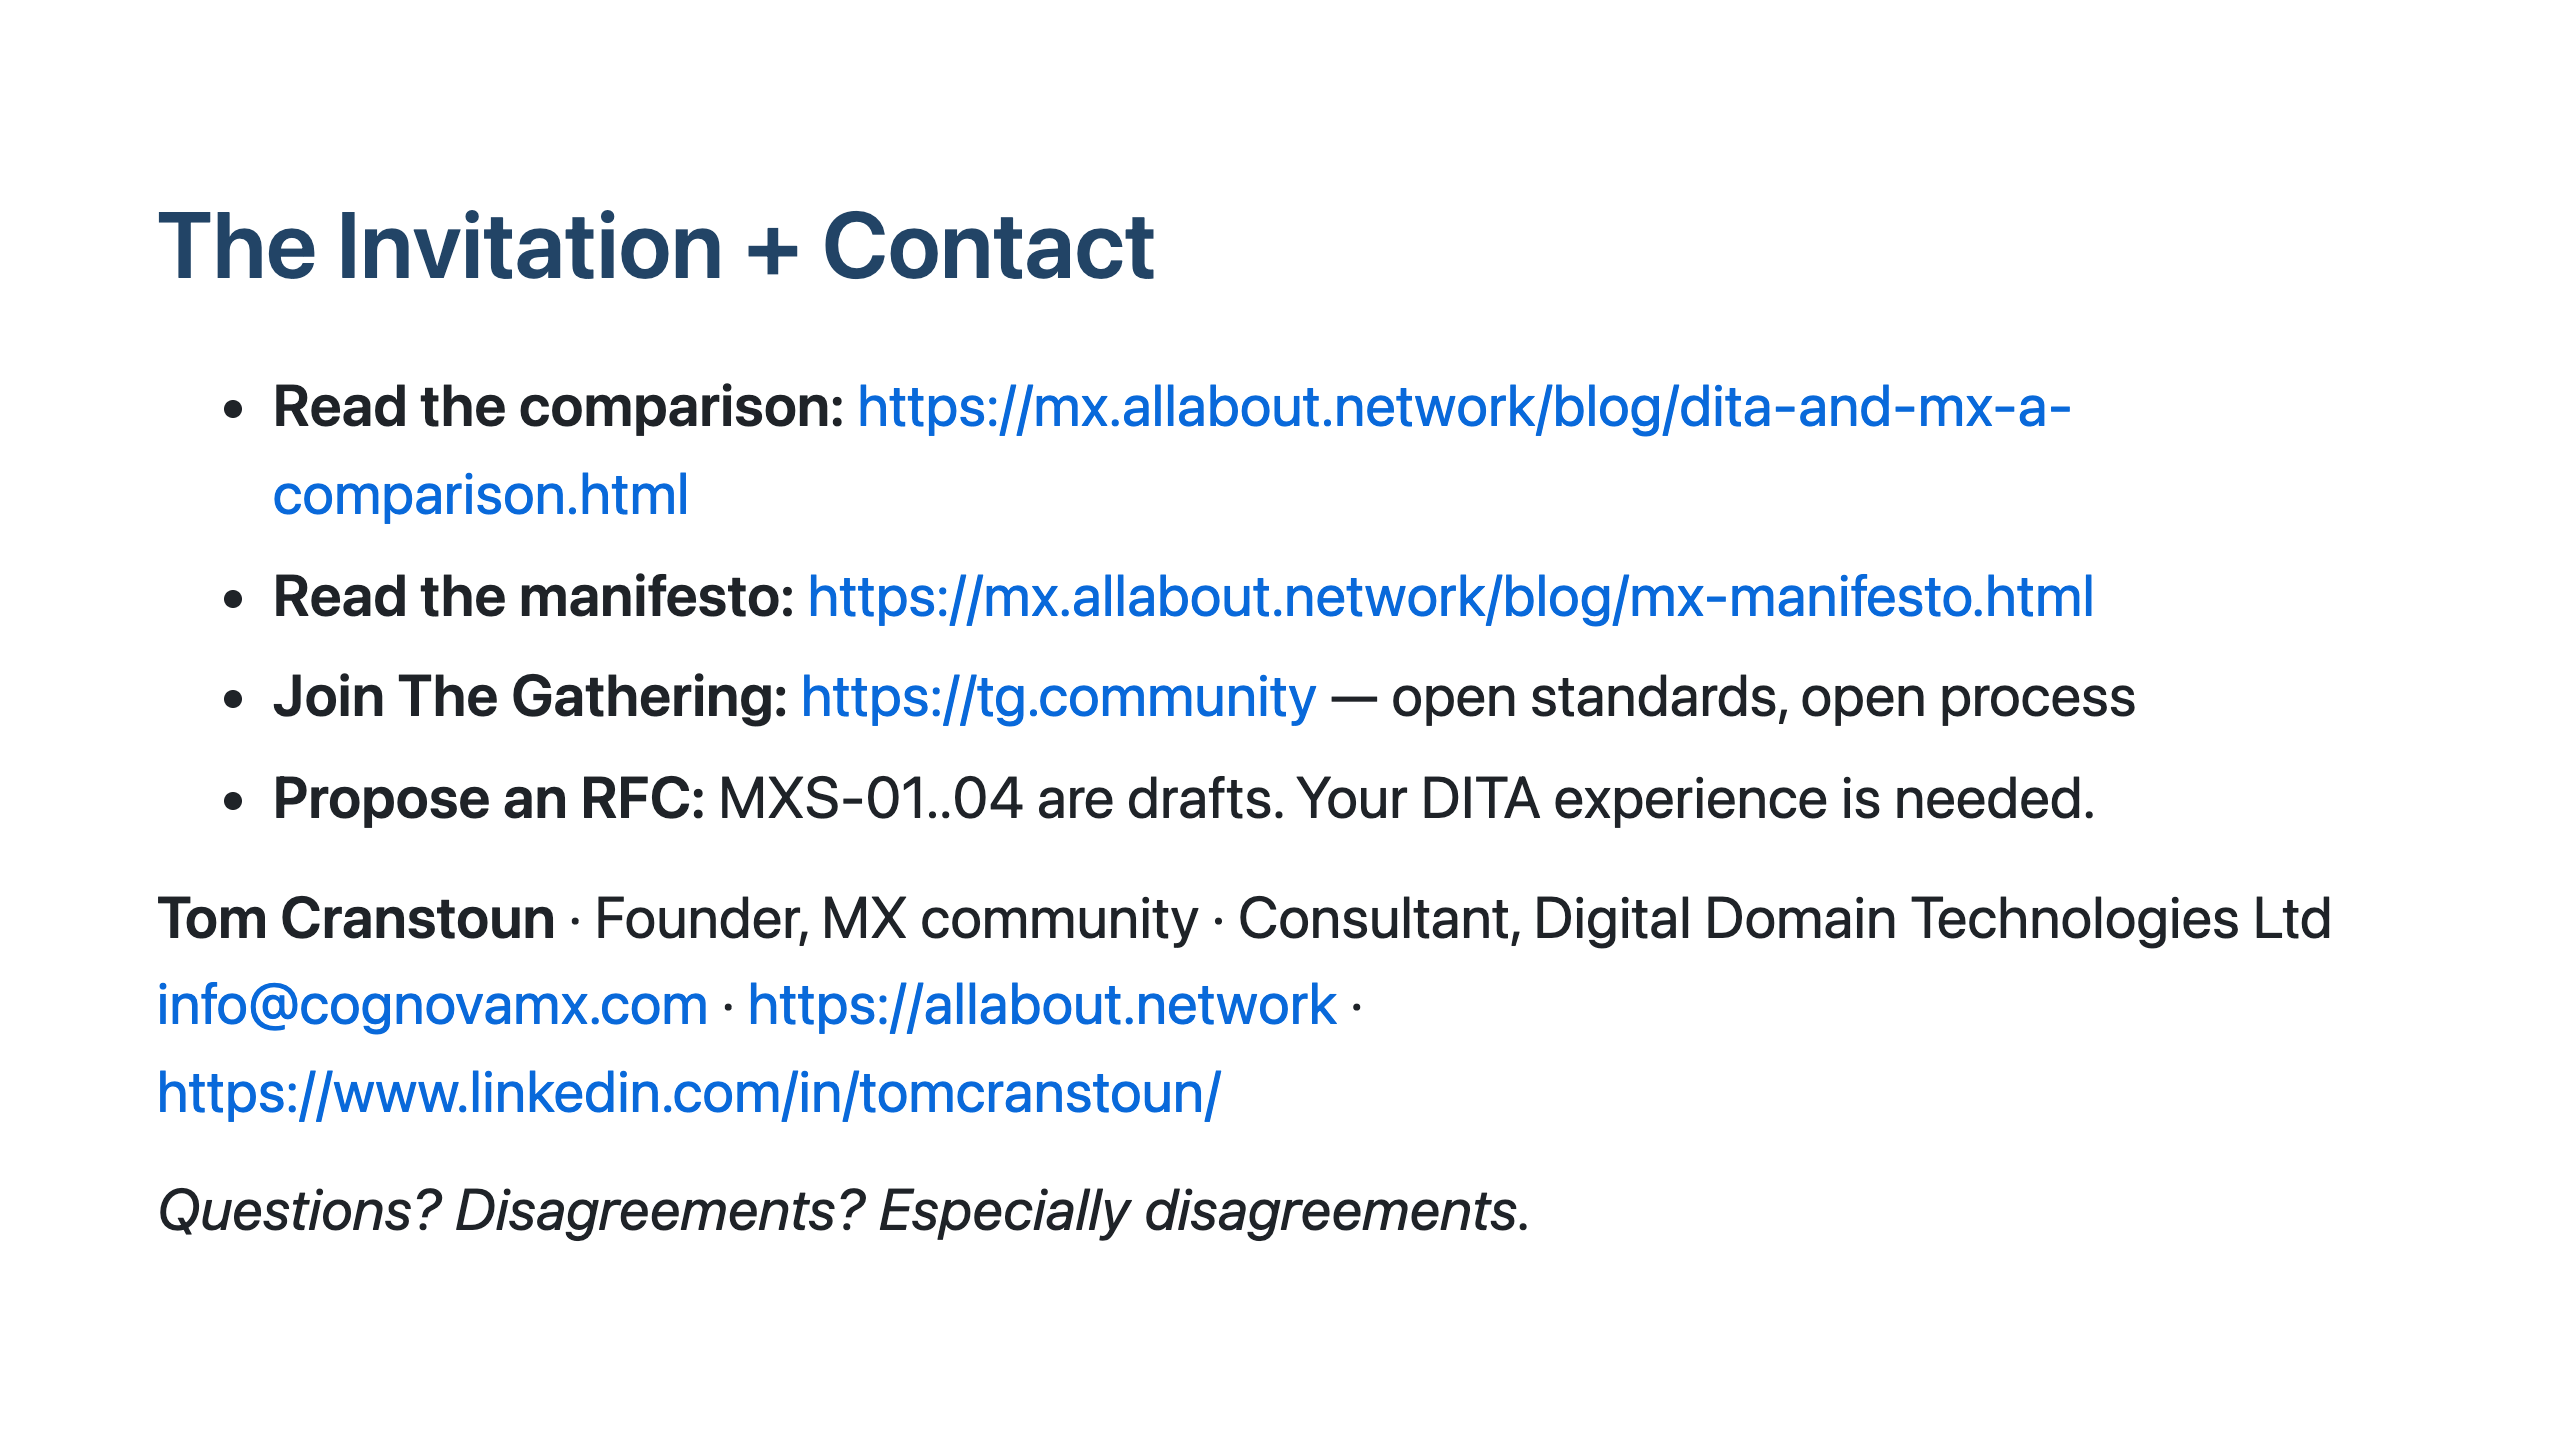 The Invitation + Contact
• Read the comparison: https://mx.allabout.network/blog/dita-and-mx-a-
comparison.html
• Read the manifesto: https://mx.allabout.network/blog/mx-manifesto.html
• Join The Gathering: https://tg.community — open standards, open process
• Propose an RFC: MXS-01..04 are drafts. Your DITA experience is needed.
Tom Cranstoun · Founder, MX community · Consultant, Digital Domain Technologies Ltd
info@cognovamx.com · https://allabout.network ·
https://www.linkedin.com/in/tomcranstoun/
Questions? Disagreements? Especially disagreements.